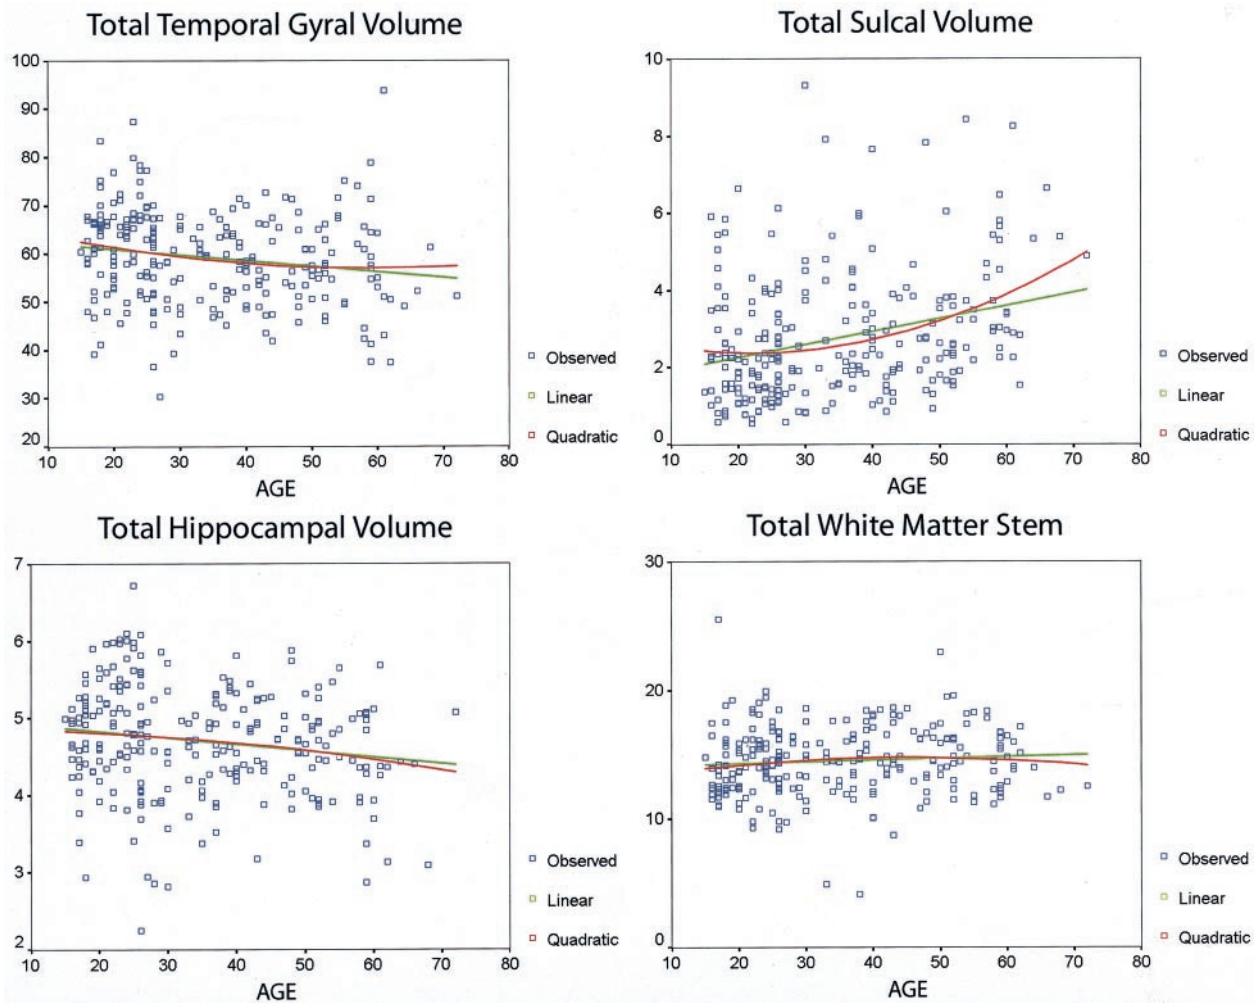 Total Temporal Gyral Volume
100
90
80
70
60
50
40
30
20
10 20 30 40 50 60 70 80
AGE
Observed
Linear
Quadratic
Total Sulcal Volume
10
8
6
4
2
0
10 20 30 40 50 60 70 80
AGE
Observed
Linear
Quadratic
Total Hippocampal Volume
7
6
5
4
3
2
10 20 30 40 50 60 70 80
AGE
Observed
Linear
Quadratic
Total White Matter Stem
30
20
10
0
10 20 30 40 50 60 70 80
AGE
Observed
Linear
Quadratic